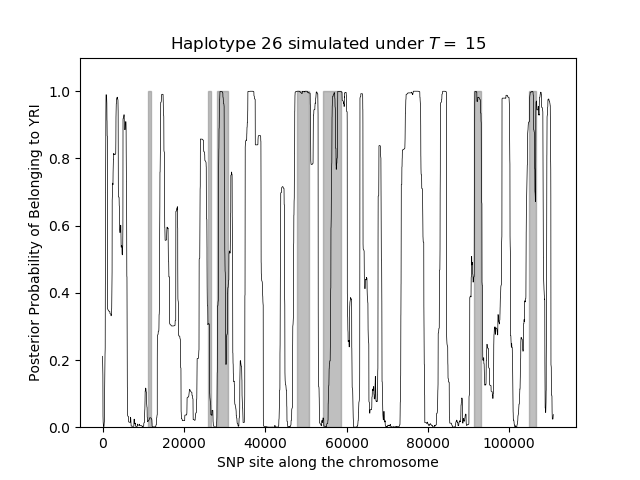 Haplotype 26 simulated under T = 15
Posterior Probability of Belonging to YRI
1.0
0.8
0.6
0.4
0.2
0.0
0 20000 40000 60000 80000 100000
SNP site along the chromosome